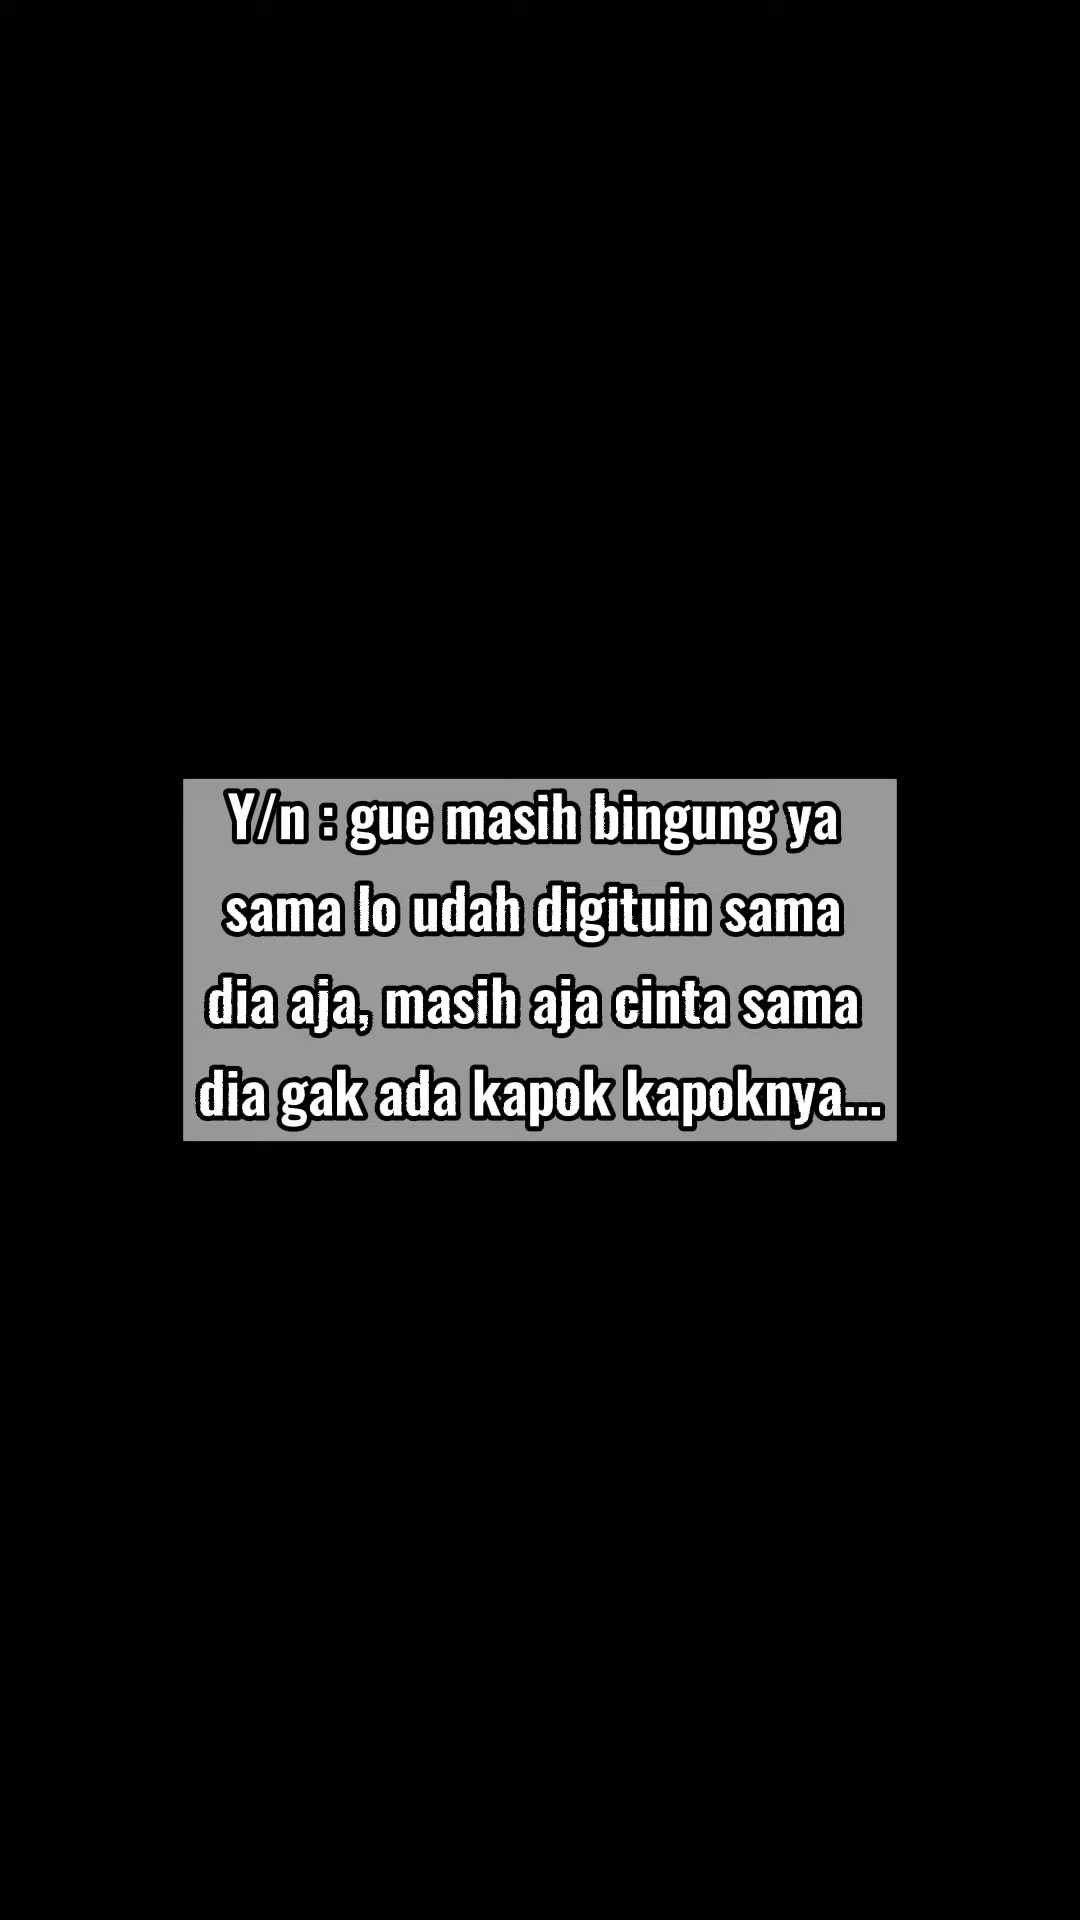 Y/n : gue masih bingung ya
sama lo udah digituin sama
dia aja, masih aja cinta sama
dia gak ada kapok kapoknya...